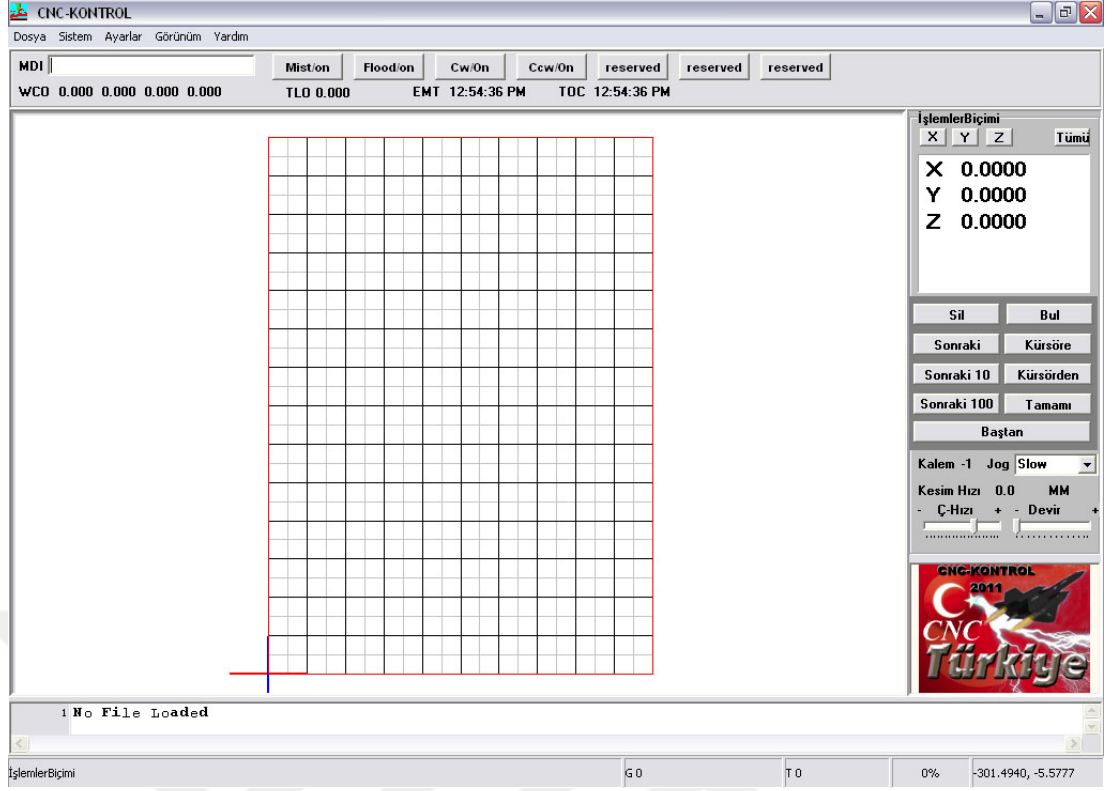 CNC-KONTROL
Dosya Sistem Ayarlar Görünüm Yardım
MDI Mist/on Flood/on Cw/0n Ccw/0n reserved reserved reserved
WCO 0.000 0.000 0.000 0.000 TLO 0.000 EMT 12:54:36 PM TOC 12:54:36 PM
İşlemlerBiçimi
X Y Z Tümü
X 0.0000
Y 0.0000
Z 0.0000
Sil Bul
Sonraki Kürsöre
Sonraki 10 Kürsörden
Sonraki 100 Tamamı
Baştan
Kalem -1 Jog Slow
Kesim Hızı 0.0 MM
- Ç-Hızı + - Devir +
CNC-KONTROL
2011
CNC
Türkiye
1 No File Loaded
İşlemlerBiçimi G 0 T 0 0% -301.4940, -5.5777